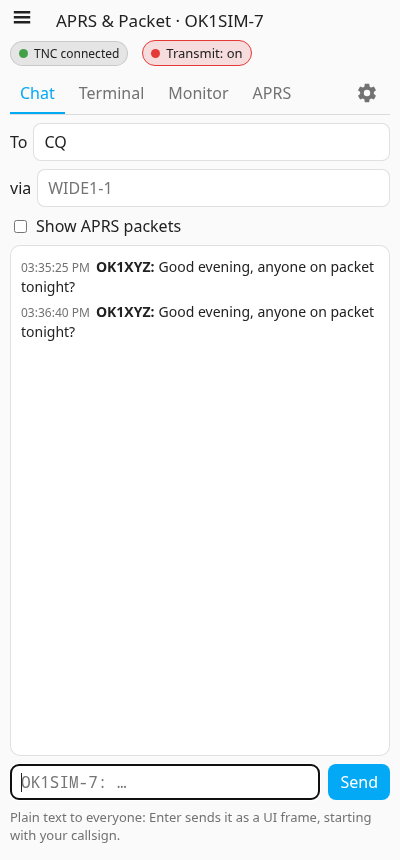 APRS & Packet · OK1SIM-7
TNC connected
Transmit: on
Chat
Terminal
Monitor
APRS
To
CQ
via
WIDE1-1
Show APRS packets
03:35:25 PM OK1XYZ: Good evening, anyone on packet
tonight?
03:36:40 PM OK1XYZ: Good evening, anyone on packet
tonight?
OK1SIM-7: …
Send
Plain text to everyone: Enter sends it as a UI frame, starting
with your callsign.